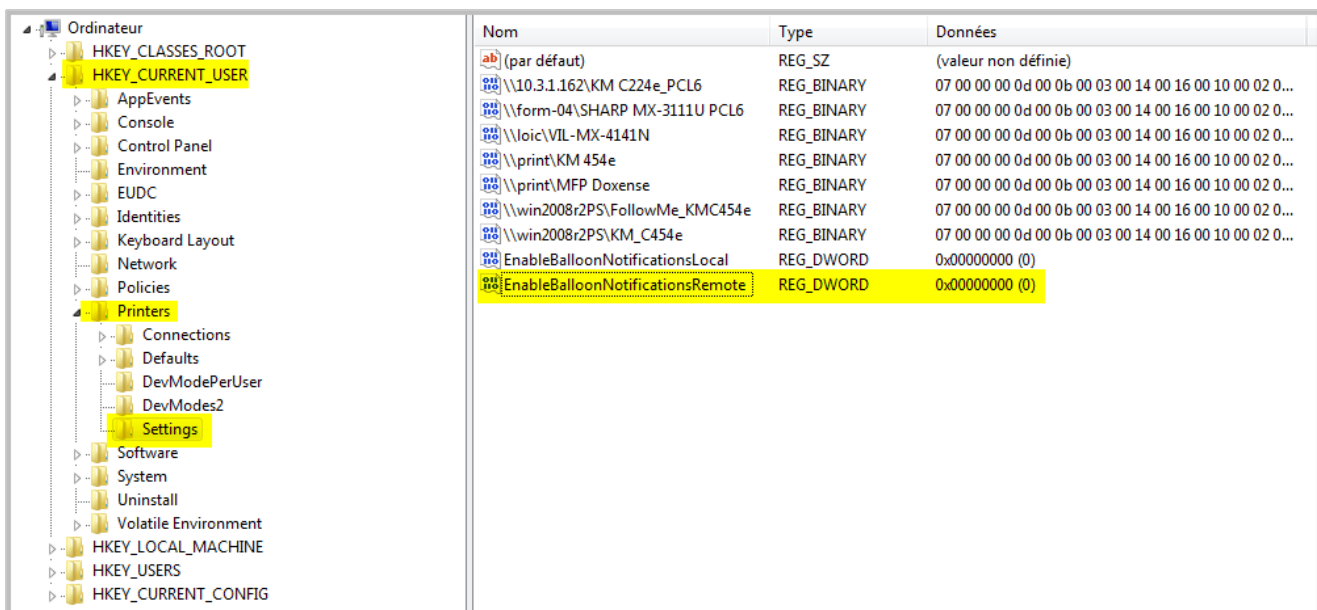 Ordinateur
HKEY_CLASSES_ROOT
HKEY_CURRENT_USER
AppEvents
Console
Control Panel
Environment
EUDC
Identities
Keyboard Layout
Network
Policies
Printers
Connections
Defaults
DevModePerUser
DevModes2
Settings
Software
System
Uninstall
Volatile Environment
HKEY_LOCAL_MACHINE
HKEY_USERS
HKEY_CURRENT_CONFIG
Nom Type Données
(par défaut) REG_SZ (valeur non définie)
\\10.3.1.162\KM C224e_PCL6 REG_BINARY 07 00 00 00 0d 00 0b 00 03 00 14 00 16 00 10 00 02 0...
\\form-04\SHARP MX-3111U PCL6 REG_BINARY 07 00 00 00 0d 00 0b 00 03 00 14 00 16 00 10 00 02 0...
\\loic\VIL-MX-4141N REG_BINARY 07 00 00 00 0d 00 0b 00 03 00 14 00 16 00 10 00 02 0...
\\print\KM 454e REG_BINARY 07 00 00 00 0d 00 0b 00 03 00 14 00 16 00 10 00 02 0...
\\print\MFP Doxense REG_BINARY 07 00 00 00 0d 00 0b 00 03 00 14 00 16 00 10 00 02 0...
\\win2008r2PS\FollowMe_KMC454e REG_BINARY 07 00 00 00 0d 00 0b 00 03 00 14 00 16 00 10 00 02 0...
\\win2008r2PS\KM_C454e REG_BINARY 07 00 00 00 0d 00 0b 00 03 00 14 00 16 00 10 00 02 0...
EnableBalloonNotificationsLocal REG_DWORD 0x00000000 (0)
EnableBalloonNotificationsRemote REG_DWORD 0x00000000 (0)